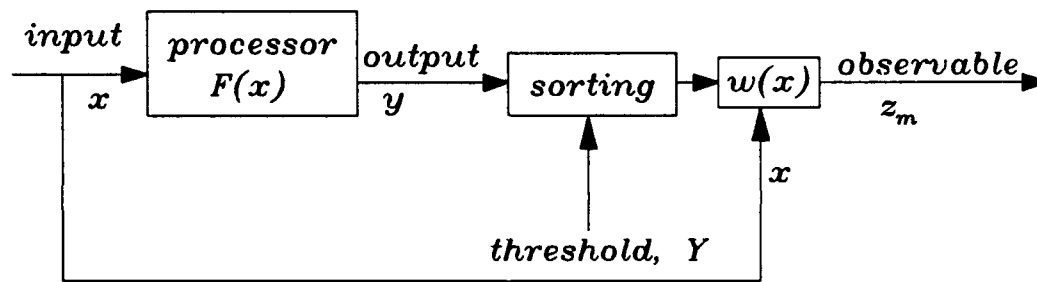 input
x
processor
F(x)
output
y
sorting
w(x)
observable
z_m
x
threshold, Y